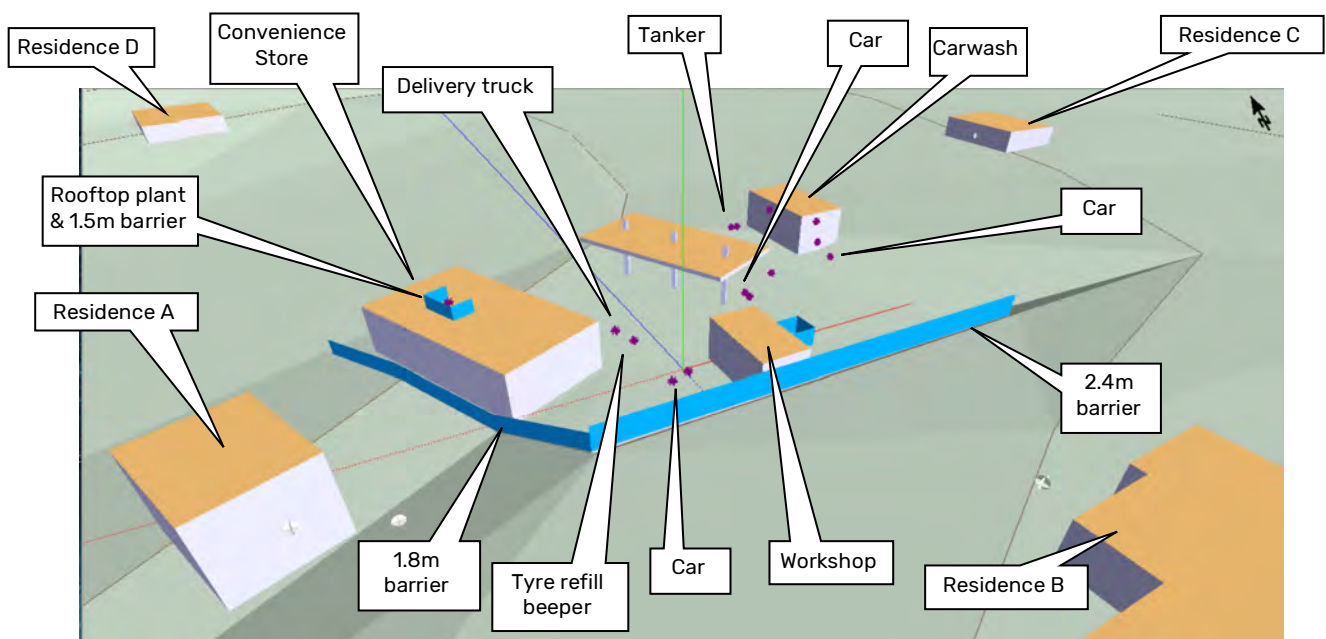 Residence D
Convenience
Store
Tanker
Car
Carwash
Residence C
Delivery truck
Rooftop plant
& 1.5m barrier
Car
Residence A
2.4m
barrier
1.8m
barrier
Tyre refill
beeper
Car
Workshop
Residence B
N